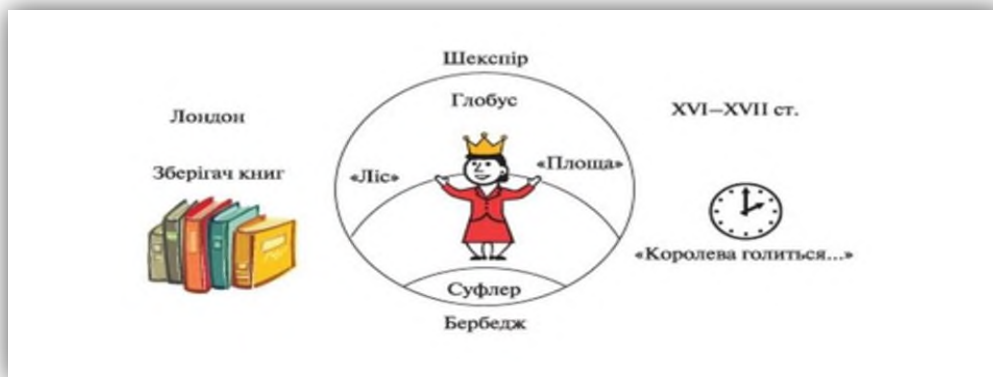 Шекспір
Глобус
Лондон
XVI–XVII ст.
Зберігач книг
«Ліс»
«Площа»
«Королева голиться...»
Суфлер
Бербедж